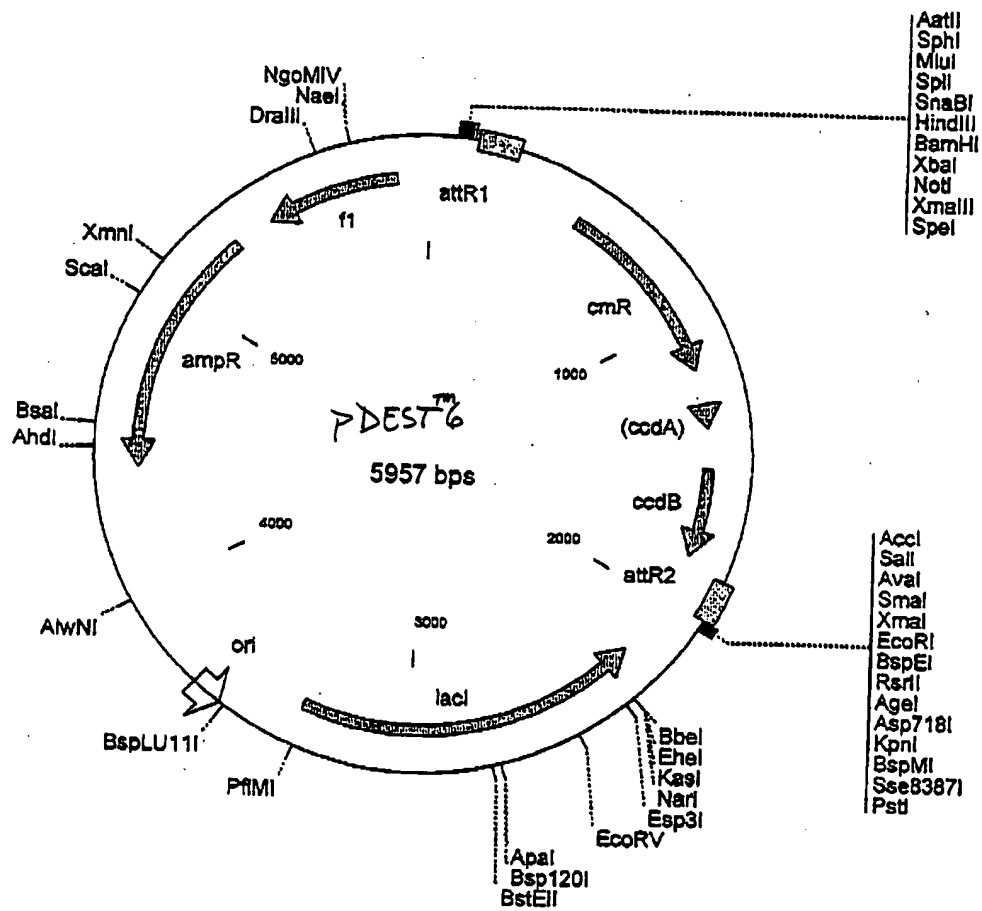 AatII
SphI
MluI
SplI
SnaBI
HindIII
BamHI
XbaI
NotI
XmaIII
SpeI
NgoMIV
NaeI
DraIII
attR1
f1
XmnI
ScaI
cmR
ampR
5000
1000
BsaI
AhdI
pDEST™6
(ccdA)
5957 bps
ccdB
4000
2000
attR2
AccI
SalI
AvaI
SmaI
XmaI
EcoRI
BspEI
RsrII
AgeI
Asp718I
KpnI
BspMI
Sse8387I
PstI
AlwNI
ori
3000
lacI
BspLU11I
PflMI
BbeI
EheI
KasI
NarI
Esp3I
EcoRV
ApaI
Bsp120I
BstEII